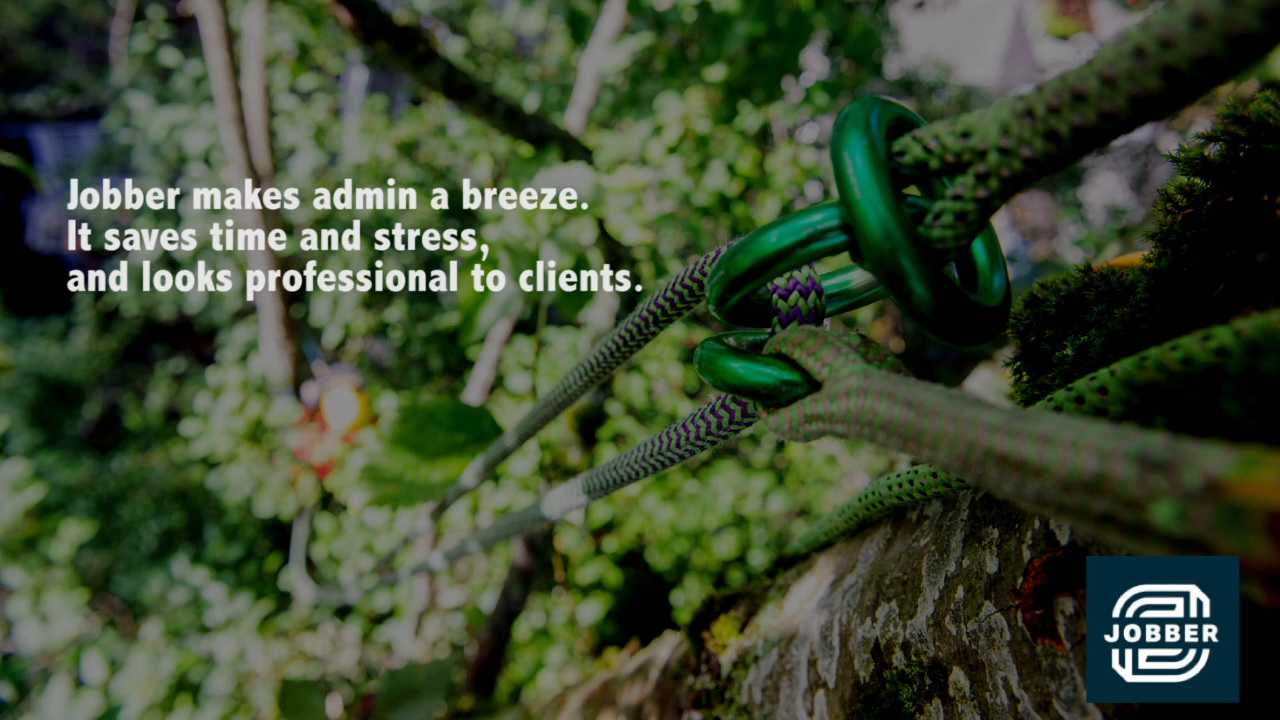 Jobber makes admin a breeze.
It saves time and stress,
and looks professional to clients.
JOBBER